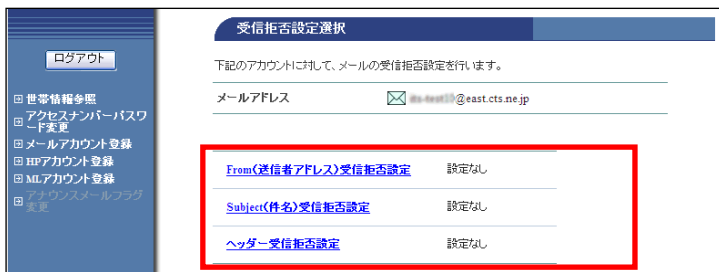 受信拒否設定選択
ログアウト
下記のアカウントに対して、メールの受信拒否設定を行います。
世帯情報参照
アクセスナンバーパスワード変更
メールアカウント登録
HPアカウント登録
MLアカウント登録
アナウンスメールフラグ変更
メールアドレス
@east.cts.ne.jp
From(送信者アドレス)受信拒否設定 設定なし
Subject(件名)受信拒否設定 設定なし
ヘッダー受信拒否設定 設定なし